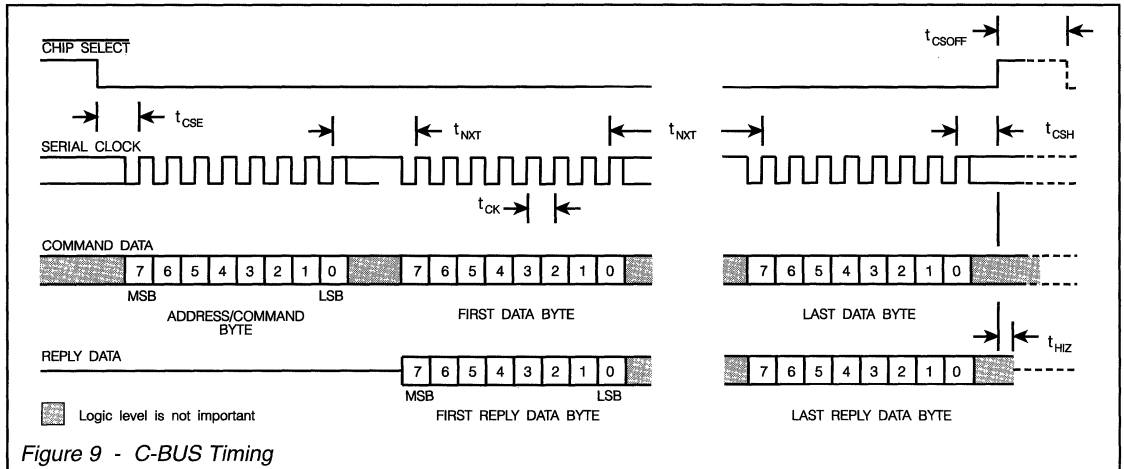 CHIP SELECT
tCSOFF
tCSE
tNXT
tNXT
tCSH
SERIAL CLOCK
tCK
COMMAND DATA
7 6 5 4 3 2 1 0 7 6 5 4 3 2 1 0 7 6 5 4 3 2 1 0
MSB LSB
ADDRESS/COMMAND
BYTE
FIRST DATA BYTE
LAST DATA BYTE
tHIZ
REPLY DATA
7 6 5 4 3 2 1 0 7 6 5 4 3 2 1 0
MSB LSB
Logic level is not important
FIRST REPLY DATA BYTE
LAST REPLY DATA BYTE
Figure 9 - C-BUS Timing